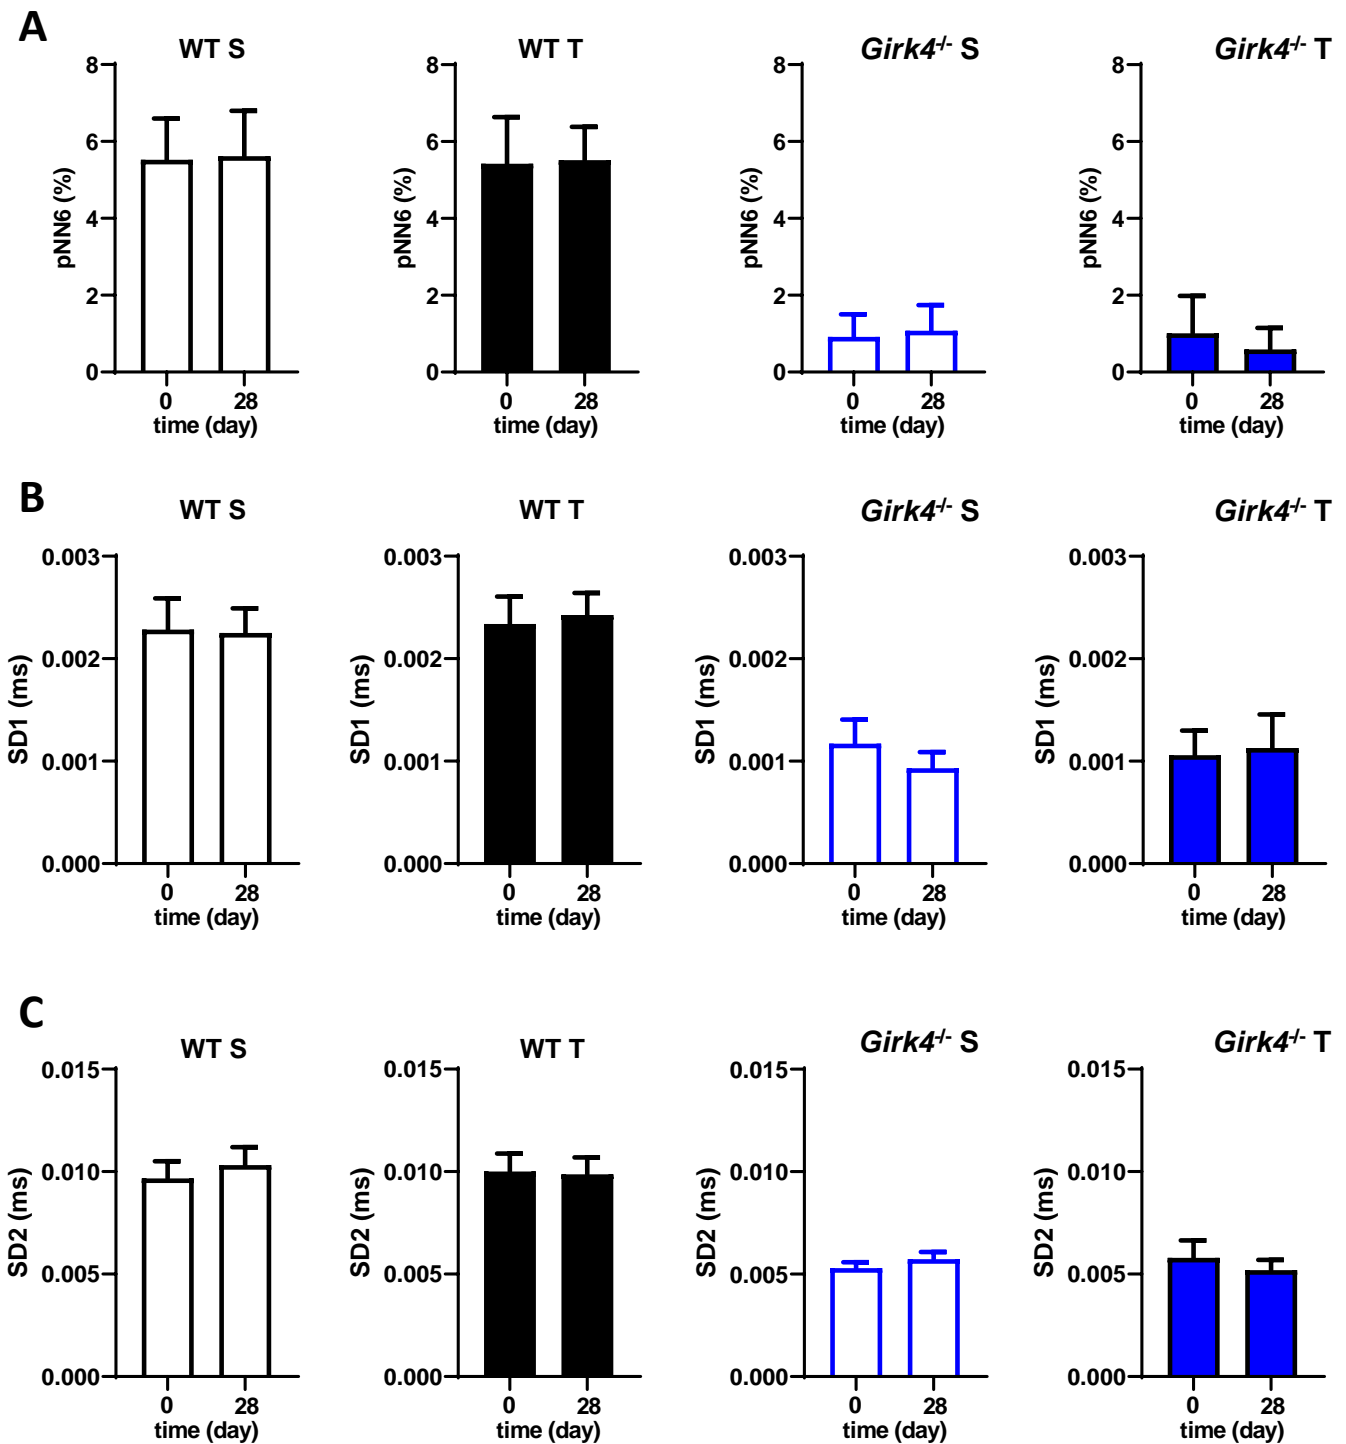 A
WT S
WT T
Girk4-/- S
Girk4-/- T
pNN6 (%)
8
6
4
2
0
0 28
time (day)
pNN6 (%)
8
6
4
2
0
0 28
time (day)
pNN6 (%)
8
6
4
2
0
0 28
time (day)
pNN6 (%)
8
6
4
2
0
0 28
time (day)
B
WT S
WT T
Girk4-/- S
Girk4-/- T
SD1 (ms)
0.003
0.002
0.001
0.000
0 28
time (day)
SD1 (ms)
0.003
0.002
0.001
0.000
0 28
time (day)
SD1 (ms)
0.003
0.002
0.001
0.000
0 28
time (day)
SD1 (ms)
0.003
0.002
0.001
0.000
0 28
time (day)
C
WT S
WT T
Girk4-/- S
Girk4-/- T
SD2 (ms)
0.015
0.010
0.005
0.000
0 28
time (day)
SD2 (ms)
0.015
0.010
0.005
0.000
0 28
time (day)
SD2 (ms)
0.015
0.010
0.005
0.000
0 28
time (day)
SD2 (ms)
0.015
0.010
0.005
0.000
0 28
time (day)